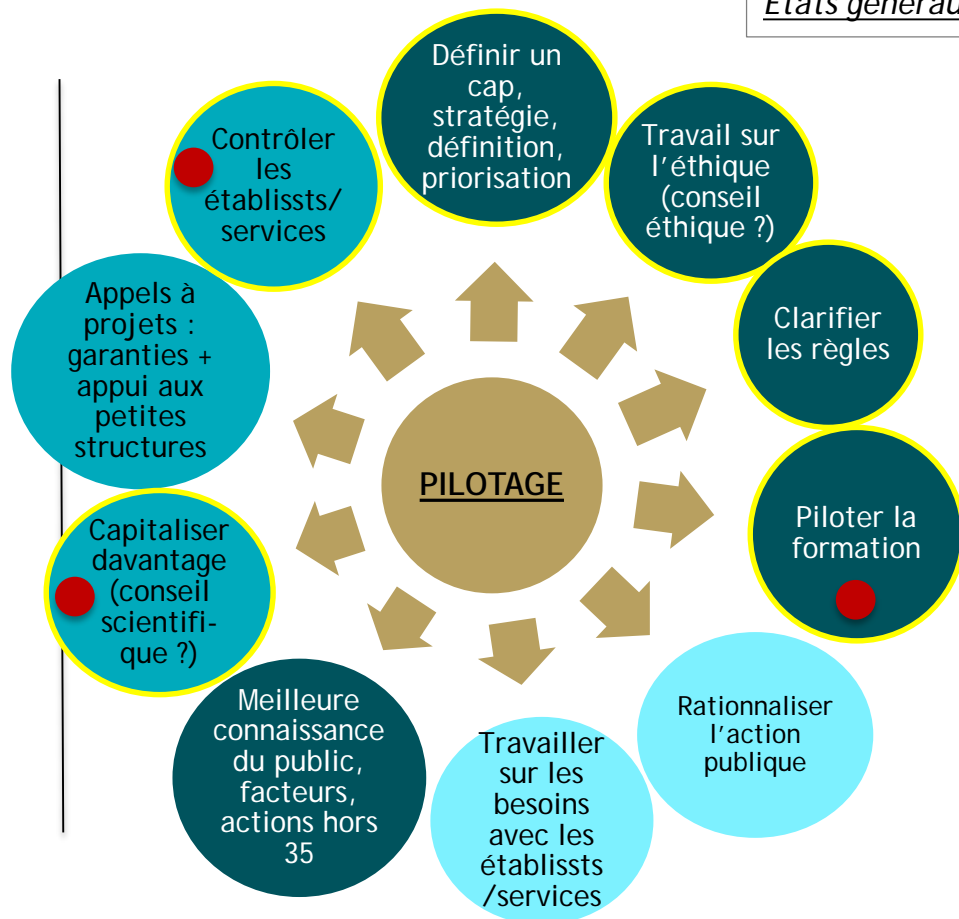 Définir un
cap,
stratégie,
définition,
priorisation
Travail sur
l'éthique
(conseil
éthique ?)
Clarifier
les règles
Piloter la
formation
Rationnaliser
l'action
publique
Travailler
sur les
besoins
avec les
établissts
/services
Meilleure
connaissance
du public,
facteurs,
actions hors
35
Capitaliser
davantage
(conseil
scientifi-
que ?)
Appels à
projets :
garanties +
appui aux
petites
structures
Contrôler
les
établissts/
services
PILOTAGE